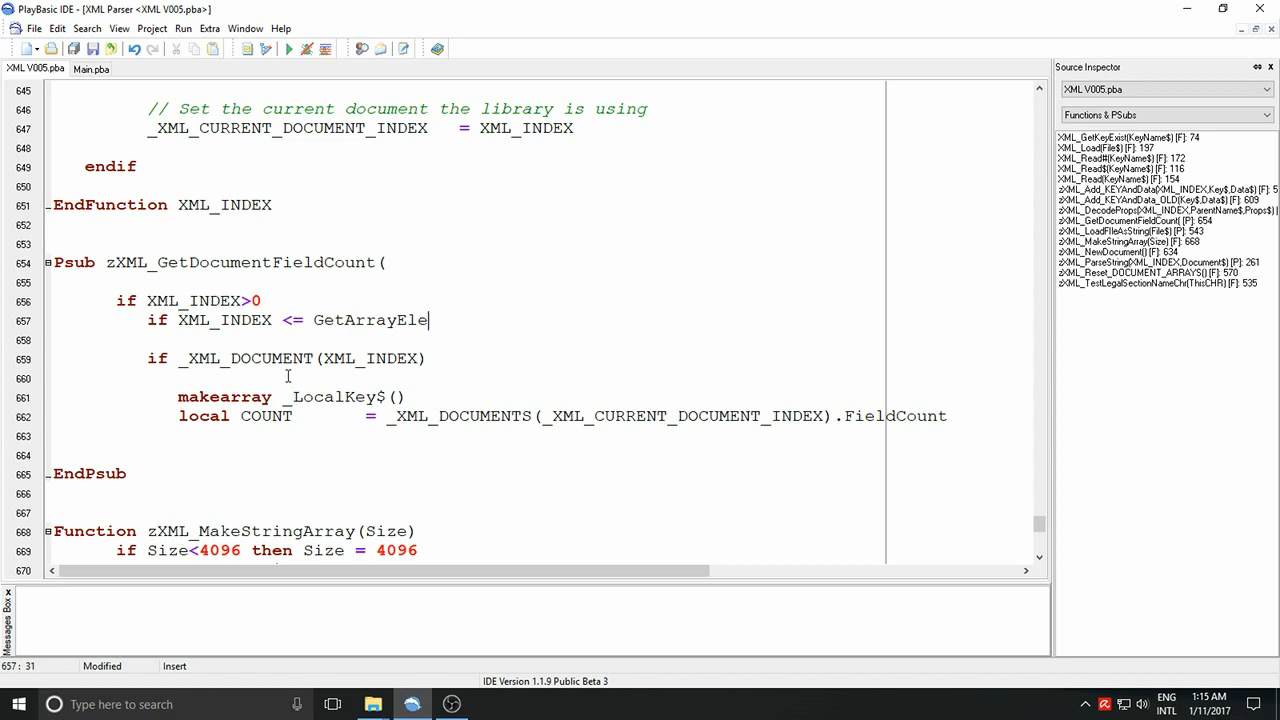 PlayBasic IDE - [XML Parser <XML V005.pba>]
File Edit Search View Project Run Extra Window Help
XML V005.pba Main.pba
645
646 // Set the current document the library is using
647 _XML_CURRENT_DOCUMENT_INDEX = XML_INDEX
648
649 endif
650
651 EndFunction XML_INDEX
652
653
654 Psub zXML_GetDocumentFieldCount(
655
656 if XML_INDEX>0
657 if XML_INDEX <= GetArrayEle
658
659 if _XML_DOCUMENT(XML_INDEX)
660
661 makearray _LocalKey$()
662 local COUNT = _XML_DOCUMENTS(_XML_CURRENT_DOCUMENT_INDEX).FieldCount
663
664
665 EndPsub
666
667
668 Function zXML_MakeStringArray(Size)
669 if Size<4096 then Size = 4096
670
Source Inspector
XML V005.pba
Functions & PSubs
XML_GetKeyExist(KeyName$) [F]: 74
XML_Load(File$) [F]: 197
XML_Read#(KeyName$) [F]: 172
XML_Read$(KeyName$) [F]: 116
XML_Read(KeyName$) [F]: 154
zXML_Add_KEYAndData(XML_INDEX,Key$,Data$) [F]: 5
zXML_Add_KEYAndData_OLD(Key$,Data$) [F]: 609
zXML_DecodeProps(XML_INDEX,ParentName$,Props$) [
zXML_GetDocumentFieldCount( [P]: 654
zXML_LoadFIleAsString(File$) [P]: 543
zXML_MakeStringArray(Size) [F]: 668
zXML_NewDocument() [F]: 634
zXML_ParseString(XML_INDEX,Document$) [P]: 261
zXML_Reset_DOCUMENT_ARRAYS() [F]: 570
zXML_TestLegalSectionNameChr(ThisCHR) [F]: 535
Messages Box
657 : 31 Modified Insert
IDE Version 1.1.9 Public Beta 3
Type here to search
ENG
INTL
1:15 AM
1/11/2017